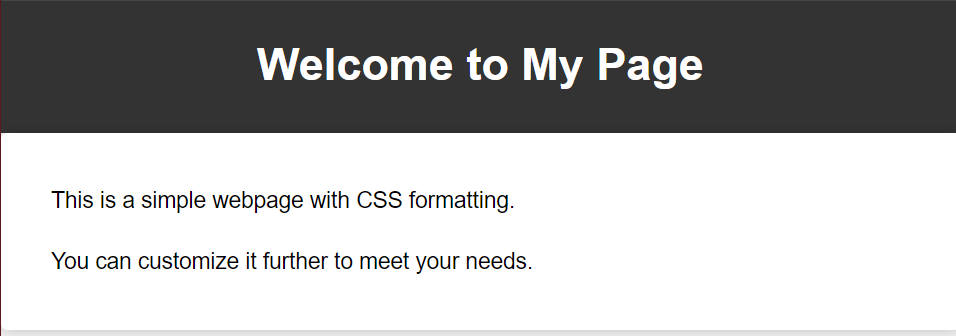 Welcome to My Page
This is a simple webpage with CSS formatting.
You can customize it further to meet your needs.